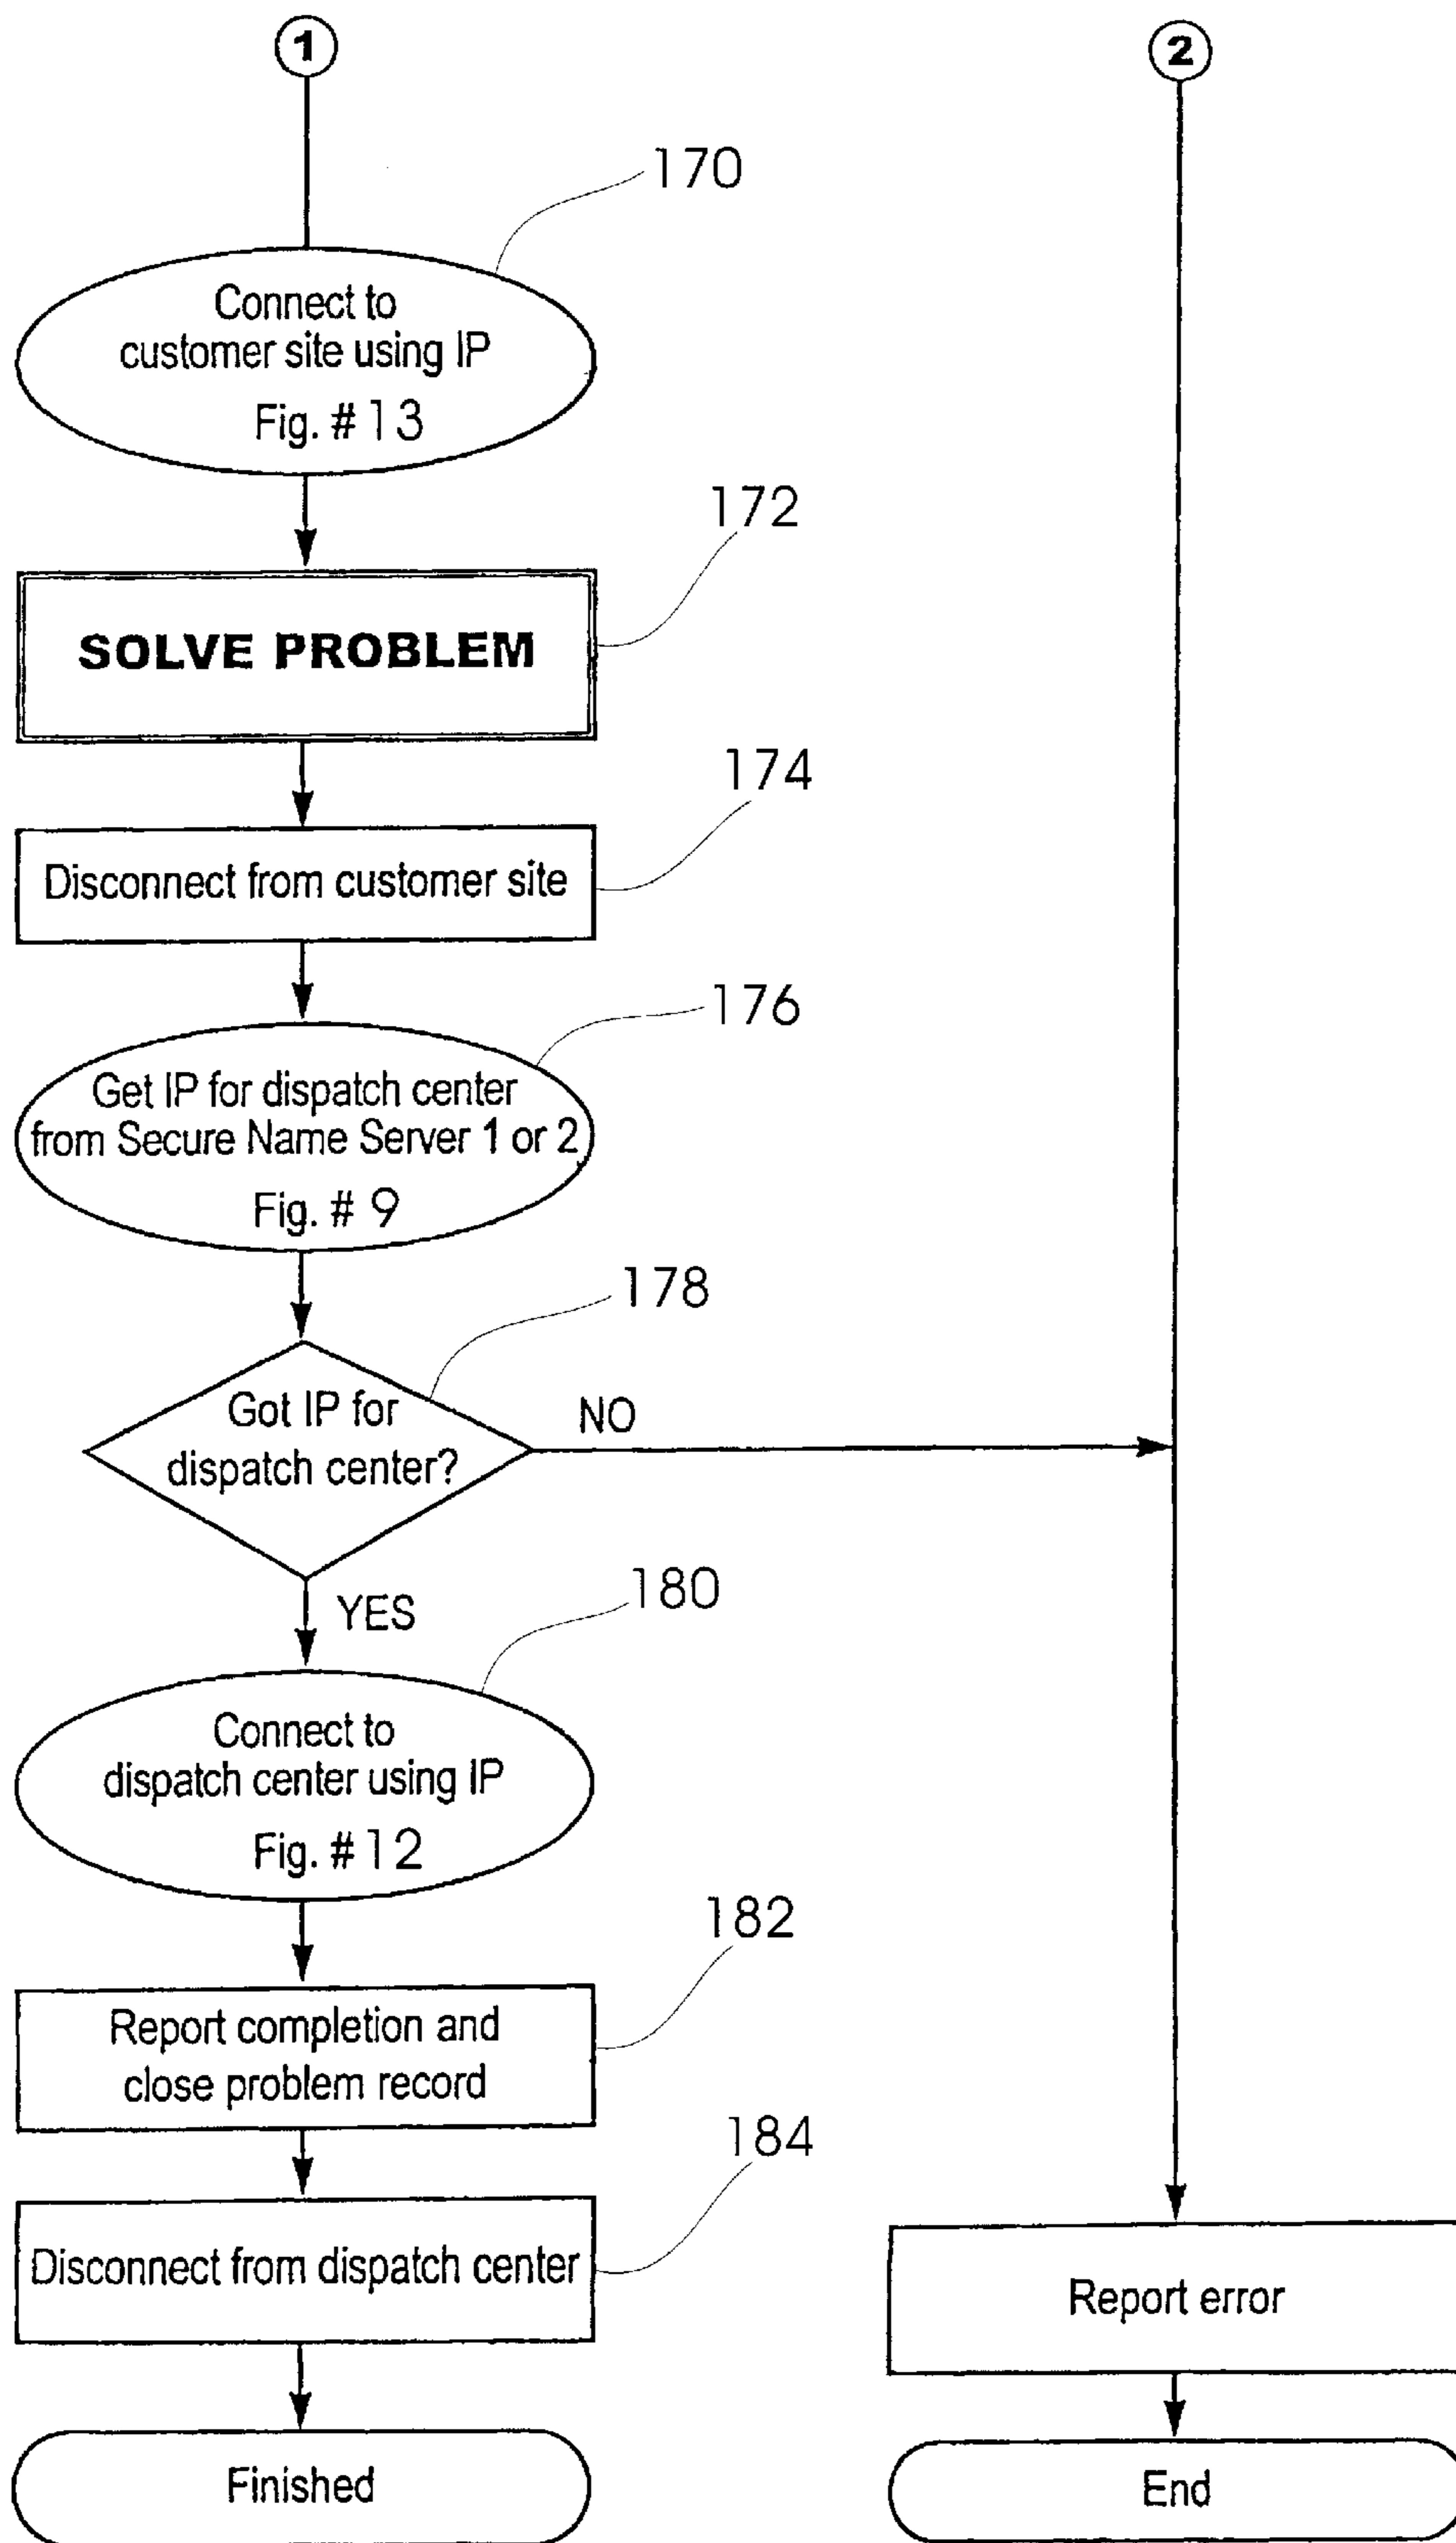 1
2
170
Connect to
customer site using IP
Fig. # 13
172
SOLVE PROBLEM
174
Disconnect from customer site
176
Get IP for dispatch center
from Secure Name Server 1 or 2
Fig. # 9
178
Got IP for
dispatch center?
NO
YES
180
Connect to
dispatch center using IP
Fig. # 12
182
Report completion and
close problem record
184
Disconnect from dispatch center
Report error
Finished
End